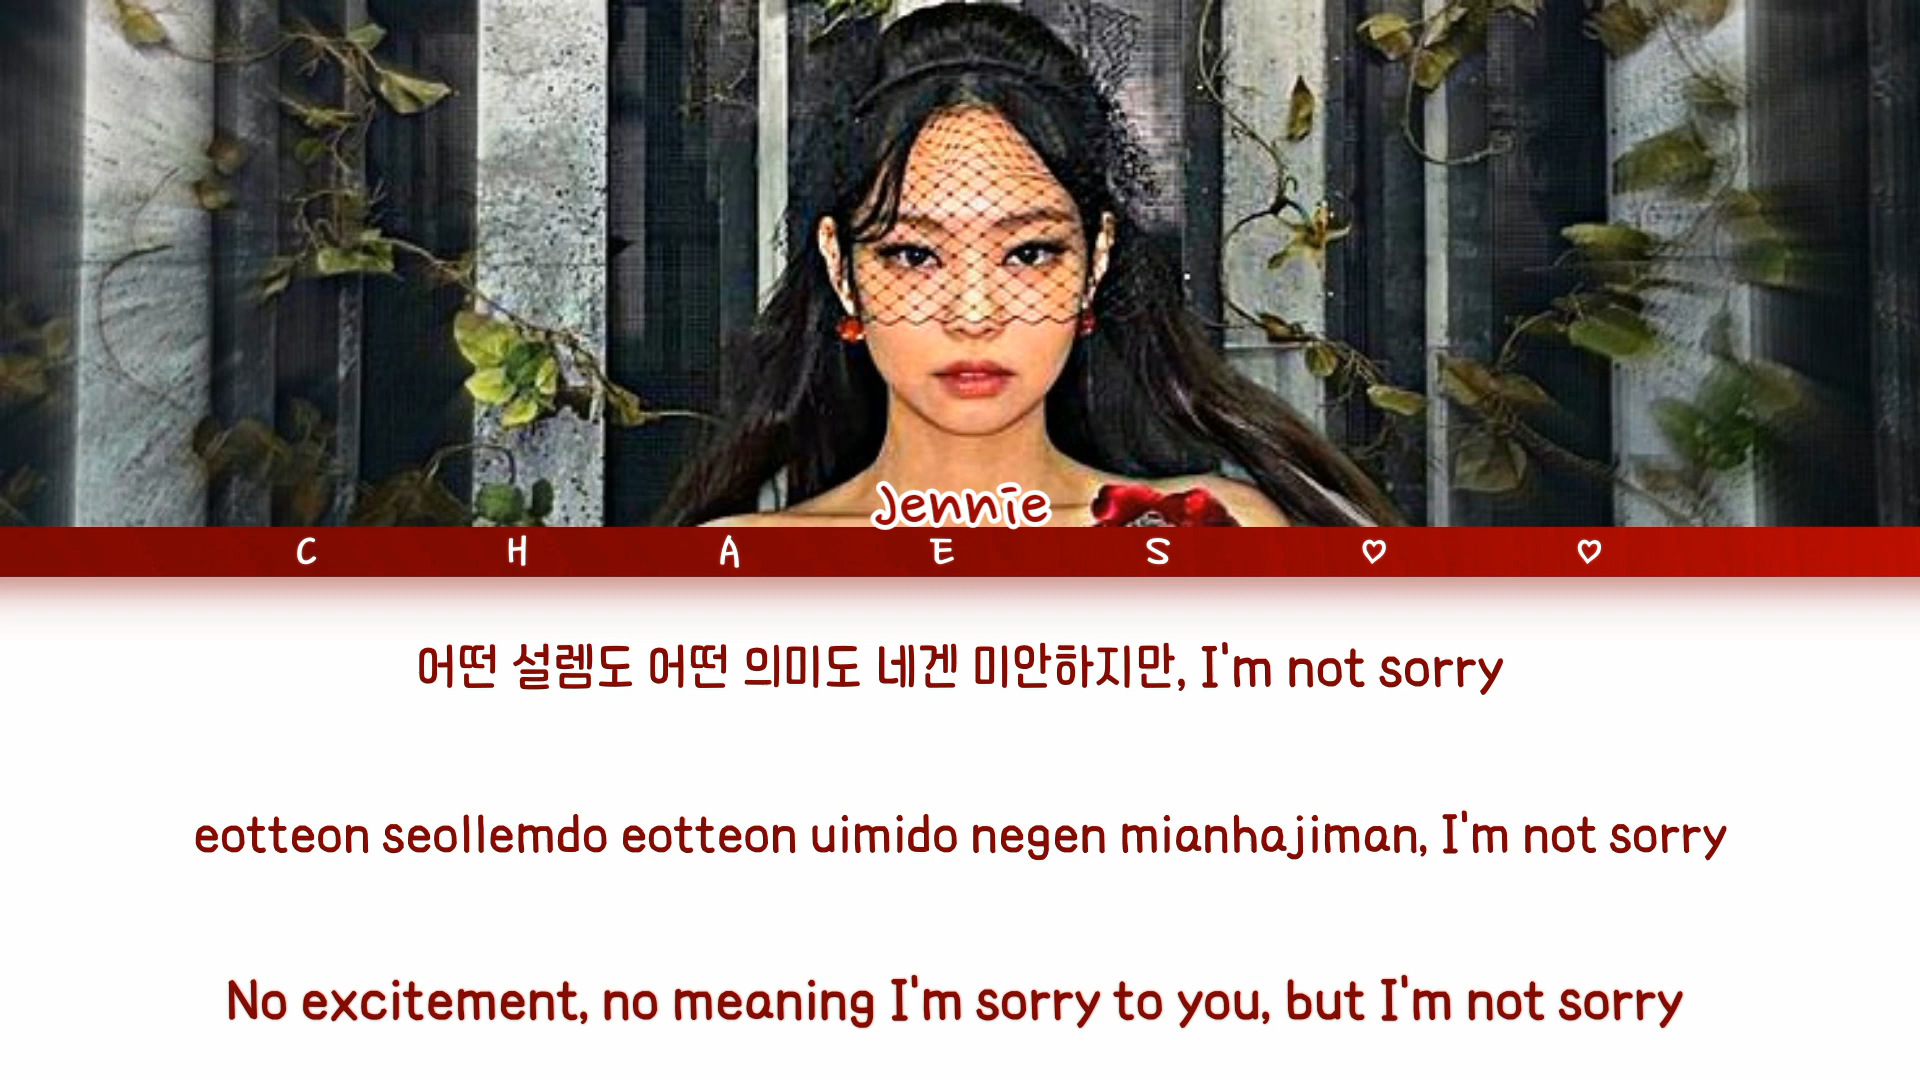 Jennie
C H A E S ♡ ♡
어떤 설렘도 어떤 의미도 네겐 미안하지만, I'm not sorry
eotteon seollemdo eotteon uimido negen mianhajiman, I'm not sorry
No excitement, no meaning I'm sorry to you, but I'm not sorry